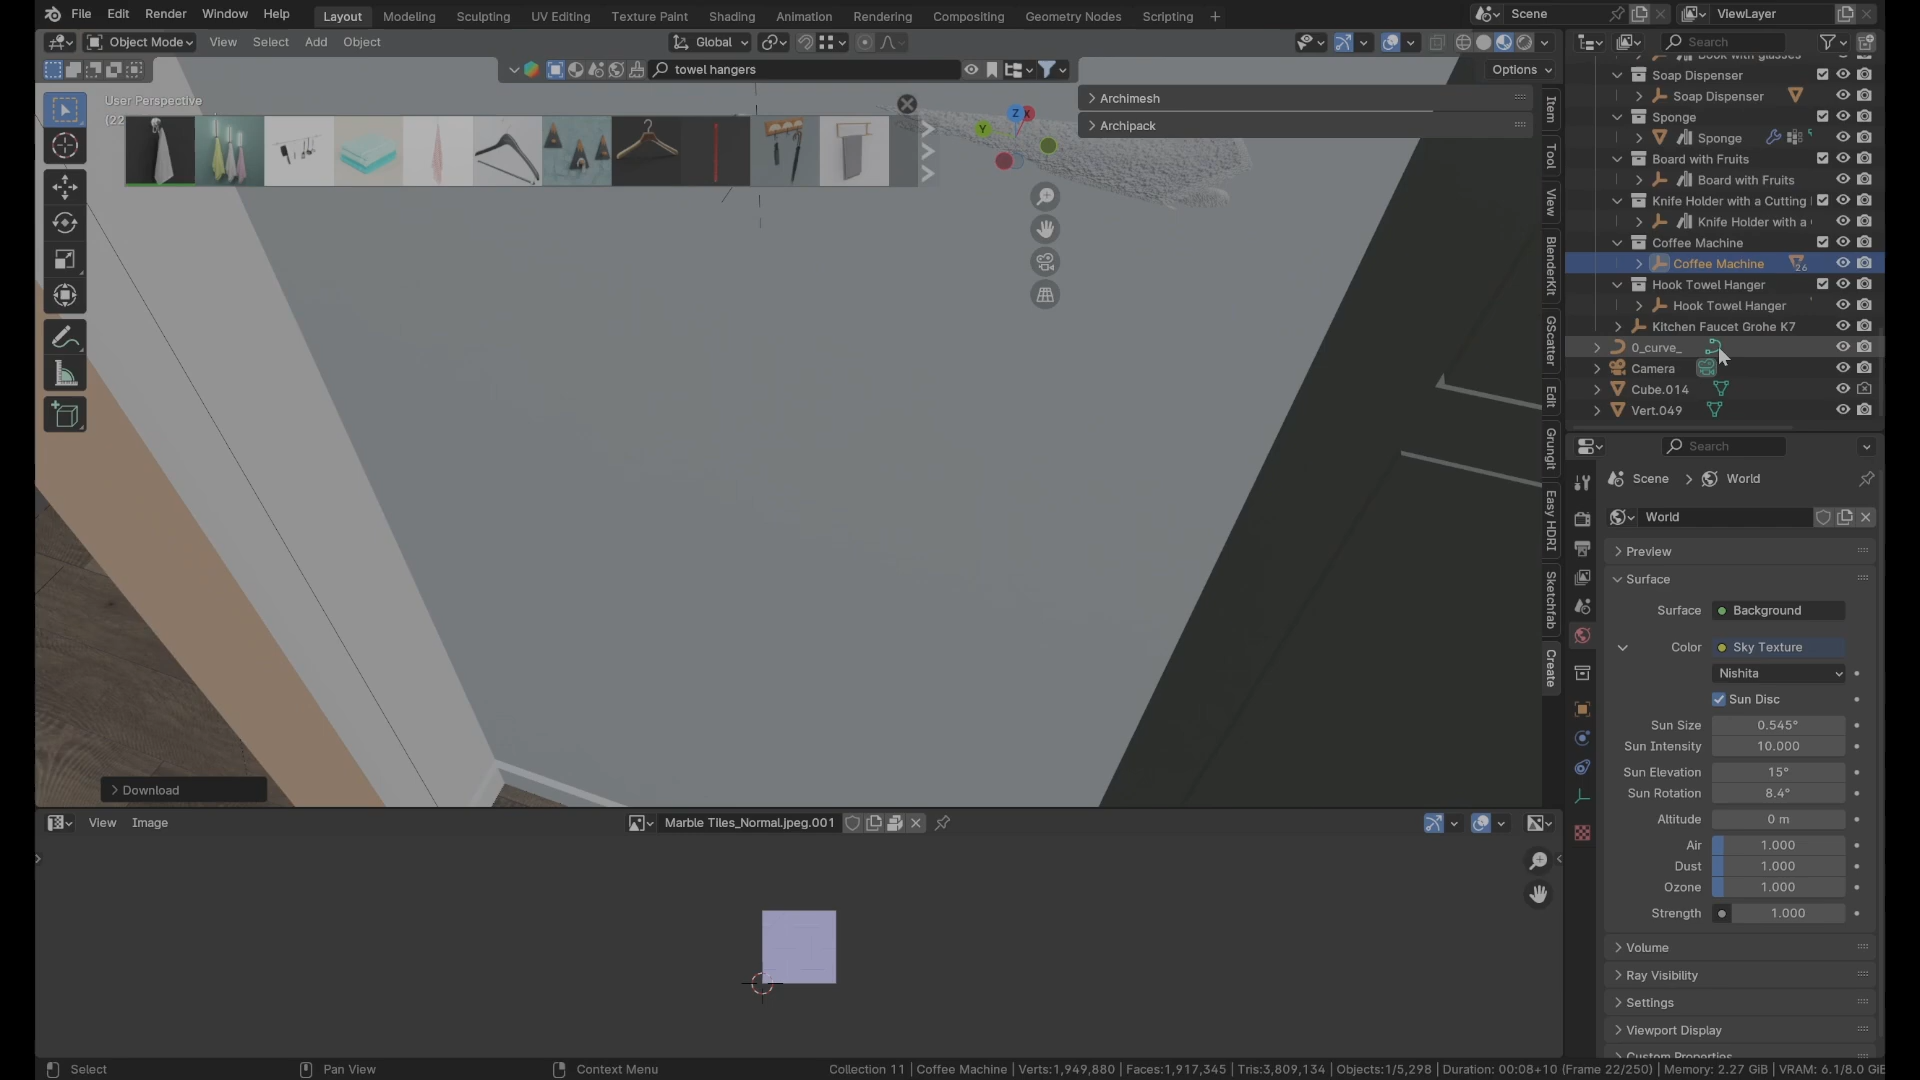 File Edit Render Window Help Layout Modeling Sculpting UV Editing Texture Paint Shading Animation Rendering Compositing Geometry Nodes Scripting + Scene ViewLayer
Object Mode View Select Add Object Global Search
towel hangers Options
User Perspective
(22
Archimesh
Archipack
Z
X
Y
Item
Tool
View
BlenderKit
GScatter
Edit
Grungit
Easy HDRI
Sketchfab
Create
Soap Dispenser
Soap Dispenser
Sponge
Sponge
Board with Fruits
Board with Fruits
Knife Holder with a Cutting
Knife Holder with a
Coffee Machine
Coffee Machine 26
Hook Towel Hanger
Hook Towel Hanger
Kitchen Faucet Grohe K7
0_curve_
Camera
Cube.014
Vert.049
Search
Scene > World
World
Preview
Surface
Surface Background
Color Sky Texture
Nishita
Sun Disc
Sun Size 0.545°
Sun Intensity 10.000
Sun Elevation 15°
Sun Rotation 8.4°
Altitude 0 m
Air 1.000
Dust 1.000
Ozone 1.000
Strength 1.000
Volume
Ray Visibility
Settings
Viewport Display
Custom Properties
Download
View Image Marble Tiles_Normal.jpeg.001
Select Pan View Context Menu Collection 11 | Coffee Machine | Verts:1,949,880 | Faces:1,917,345 | Tris:3,809,134 | Objects:1/5,298 | Duration: 00:08+10 (Frame 22/250) | Memory: 2.27 GiB | VRAM: 6.1/8.0 GiB